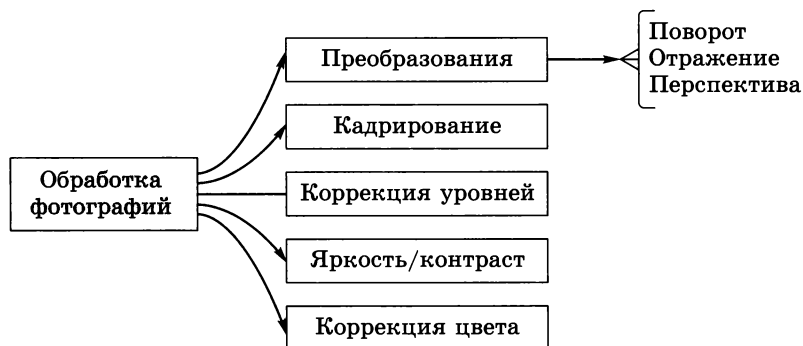 Обработка
фотографий
Преобразования
Кадрирование
Коррекция уровней
Яркость/контраст
Коррекция цвета
Поворот
Отражение
Перспектива